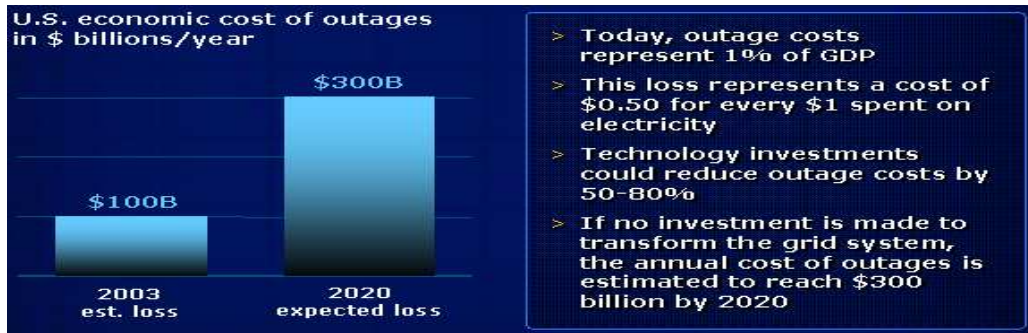 U.S. economic cost of outages
in $ billions/year
$300B
$100B
2003
est. loss
2020
expected loss
> Today, outage costs
represent 1% of GDP
> This loss represents a cost of
$0.50 for every $1 spent on
electricity
> Technology investments
could reduce outage costs by
50-80%
> If no investment is made to
transform the grid system,
the annual cost of outages is
estimated to reach $300
billion by 2020